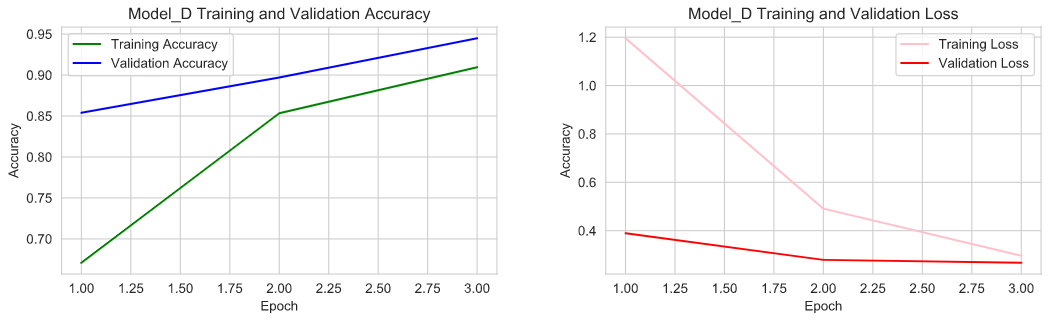 Model_D Training and Validation Accuracy
Accuracy
0.95
0.90
0.85
0.80
0.75
0.70
Training Accuracy
Validation Accuracy
1.00 1.25 1.50 1.75 2.00 2.25 2.50 2.75 3.00
Epoch
Model_D Training and Validation Loss
Accuracy
1.2
1.0
0.8
0.6
0.4
Training Loss
Validation Loss
1.00 1.25 1.50 1.75 2.00 2.25 2.50 2.75 3.00
Epoch